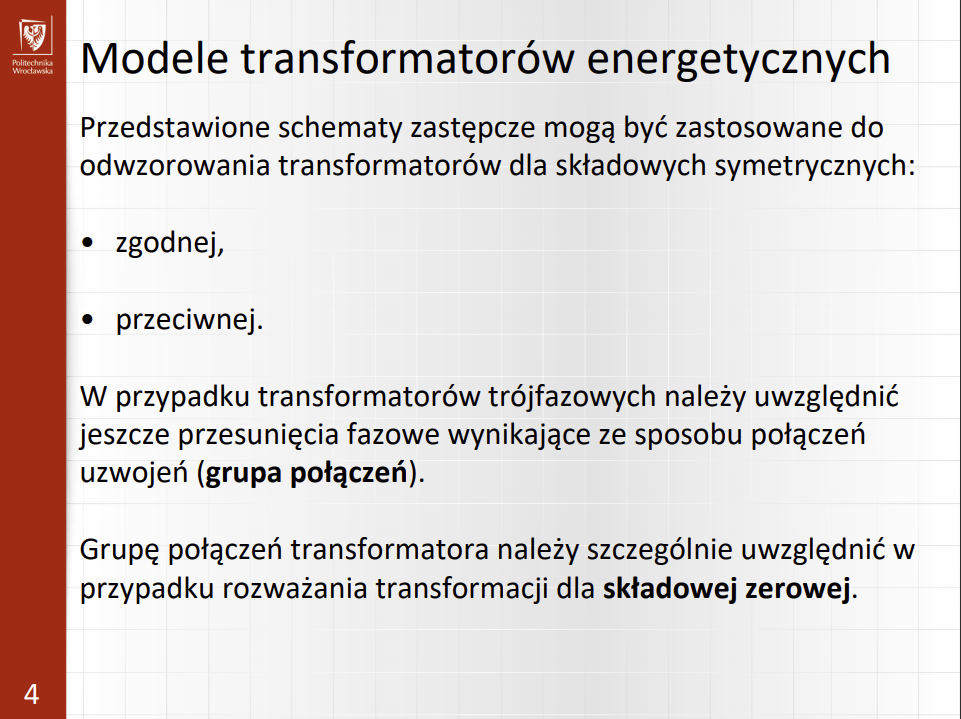 Politechnika
Wrocławska
Modele transformatorów energetycznych
Przedstawione schematy zastępcze mogą być zastosowane do
odwzorowania transformatorów dla składowych symetrycznych:
• zgodnej,
• przeciwnej.
W przypadku transformatorów trójfazowych należy uwzględnić
jeszcze przesunięcia fazowe wynikające ze sposobu połączeń
uzwojeń (grupa połączeń).
Grupę połączeń transformatora należy szczególnie uwzględnić w
przypadku rozważania transformacji dla składowej zerowej.
4